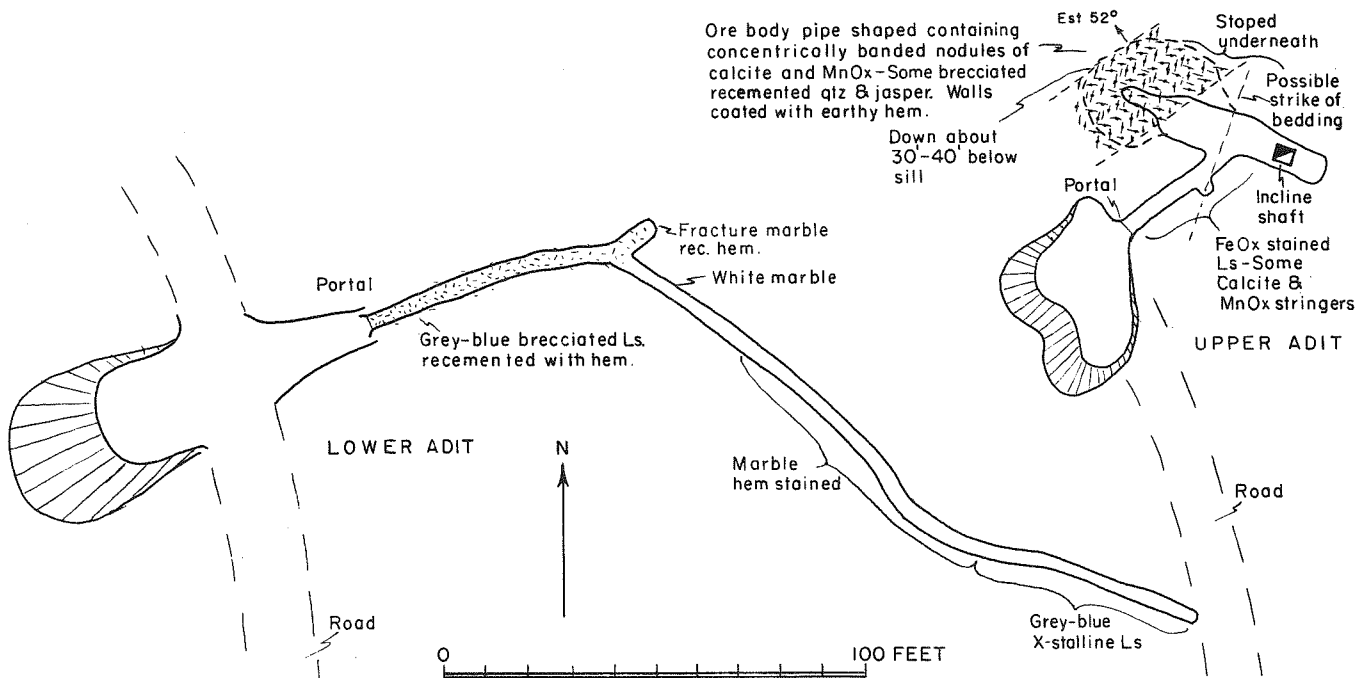 Ore body pipe shaped containing
concentrically banded nodules of
calcite and MnOx-Some brecciated
recemented qtz & jasper. Walls
coated with earthy hem.
Est 52°
Stoped
underneath
Possible
strike of
bedding
Down about
30'-40' below
sill
Portal
Incline
shaft
FeOx stained
Ls-Some
Calcite &
MnOx stringers
UPPER ADIT
Fracture marble
rec. hem.
White marble
Portal
Grey-blue brecciated Ls.
recemented with hem.
LOWER ADIT
N
Marble
hem stained
Road
Road
Grey-blue
X-stalline Ls
0
100 FEET